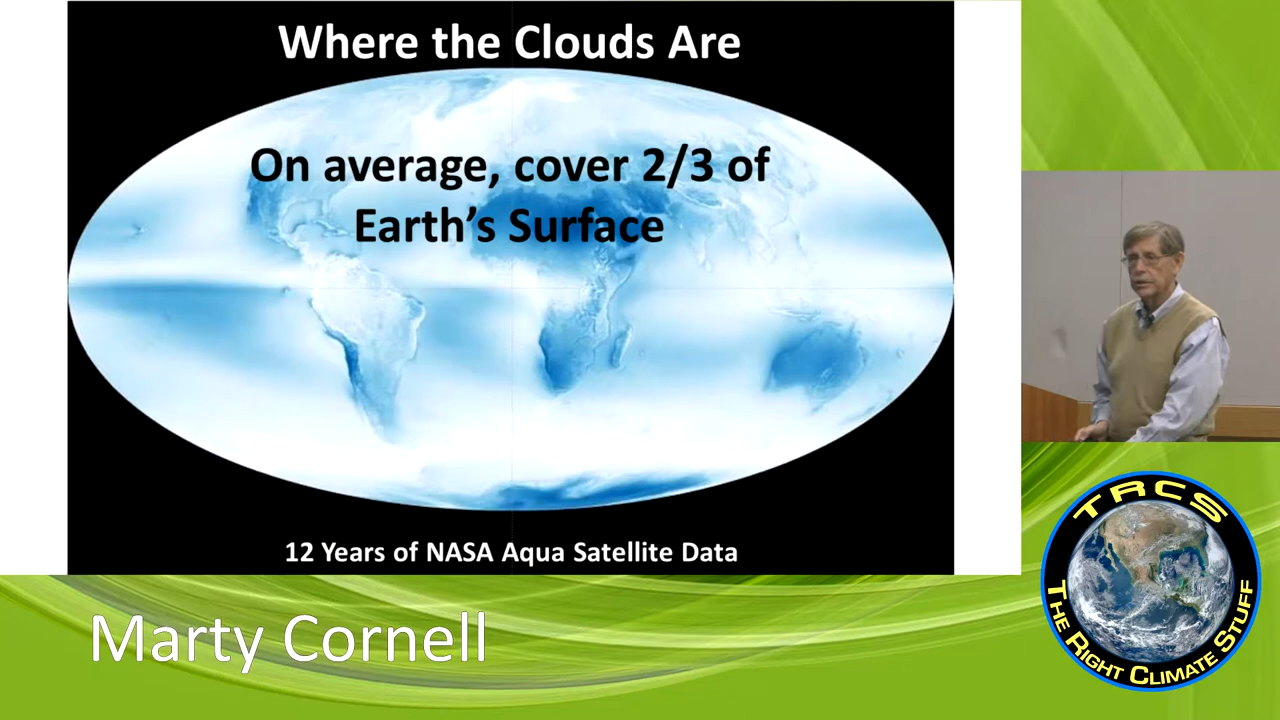 Where the Clouds Are
On average, cover 2/3 of
Earth's Surface
12 Years of NASA Aqua Satellite Data
Marty Cornell
TRCS
THE RIGHT CLIMATE STUFF